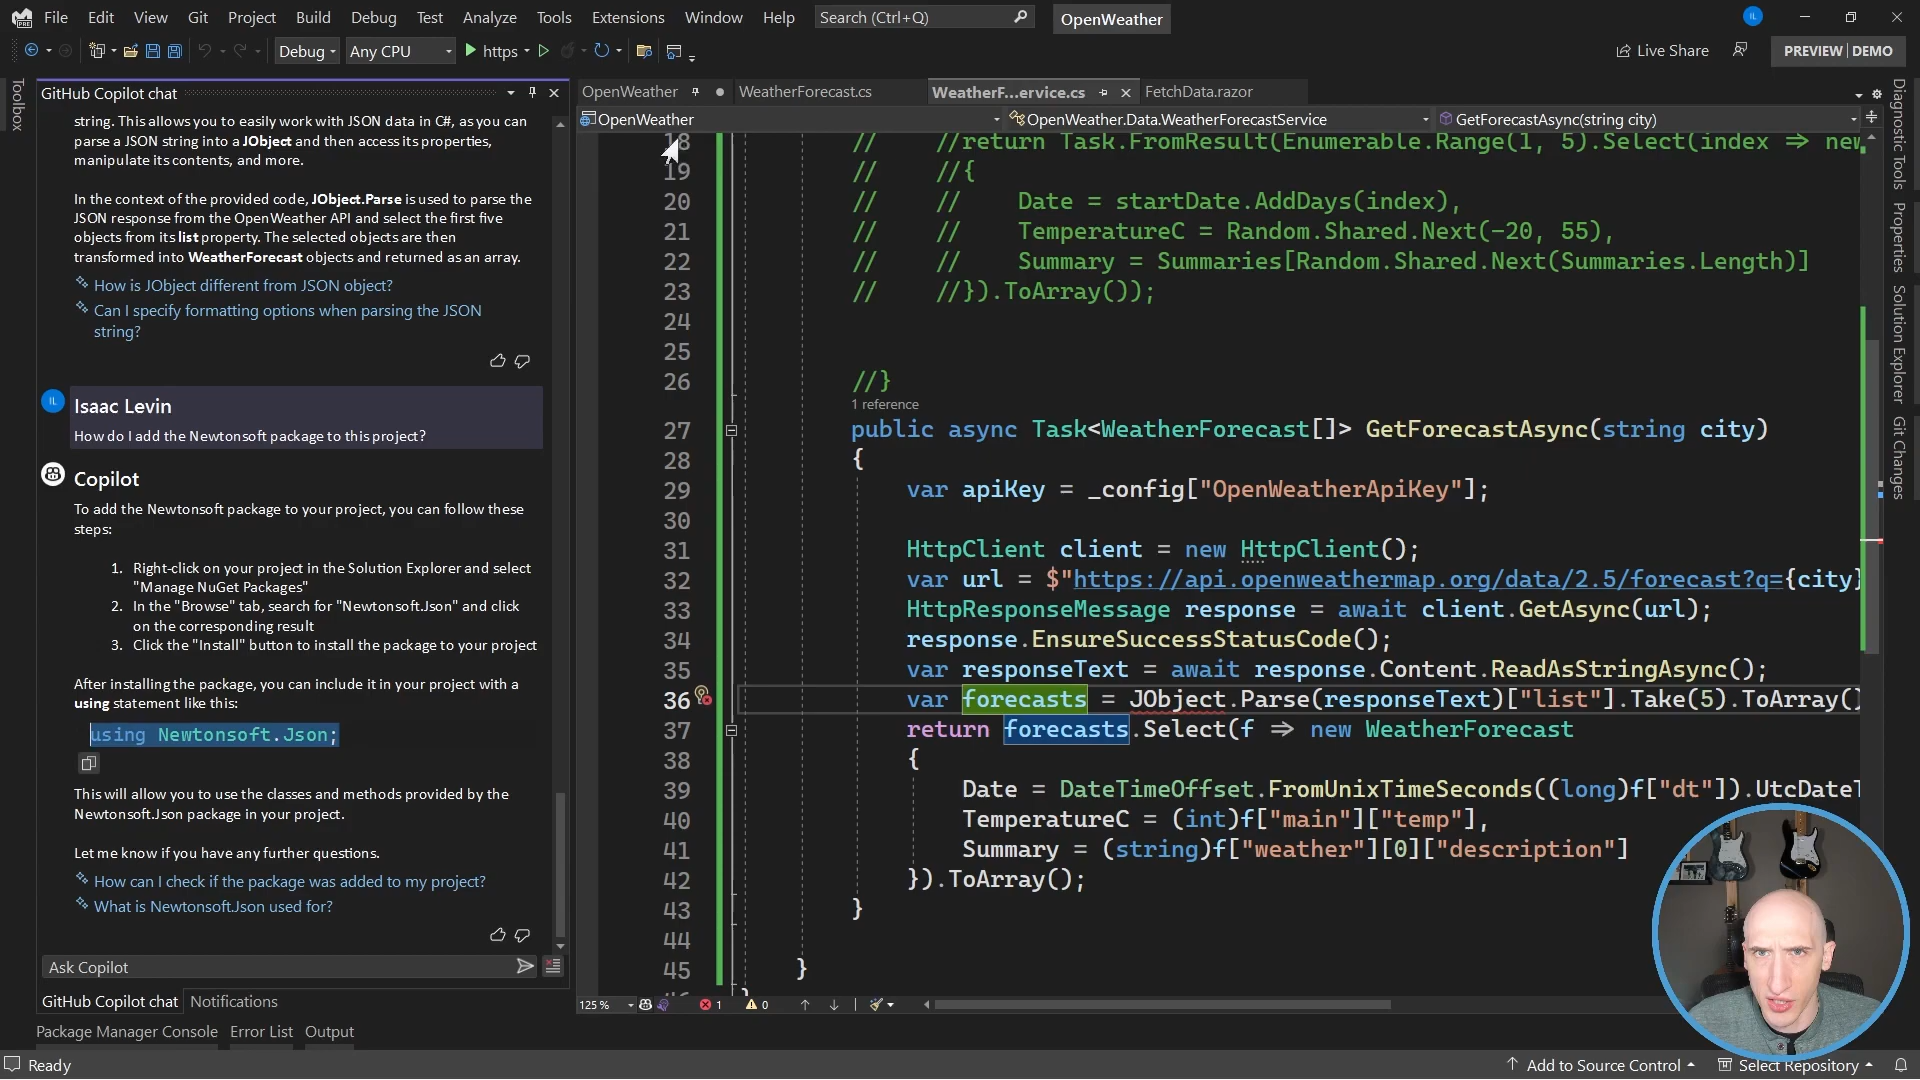 File Edit View Git Project Build Debug Test Analyze Tools Extensions Window Help Search (Ctrl+Q) OpenWeather
Debug Any CPU https Live Share PREVIEW | DEMO
Toolbox
GitHub Copilot chat
string. This allows you to easily work with JSON data in C#, as you can
parse a JSON string into a JObject and then access its properties,
manipulate its contents, and more.
In the context of the provided code, JObject.Parse is used to parse the
JSON response from the OpenWeather API and select the first five
objects from its list property. The selected objects are then
transformed into WeatherForecast objects and returned as an array.
How is JObject different from JSON object?
Can I specify formatting options when parsing the JSON
string?
IL
Isaac Levin
How do I add the Newtonsoft package to this project?
Copilot
To add the Newtonsoft package to your project, you can follow these
steps:
1. Right-click on your project in the Solution Explorer and select
"Manage NuGet Packages"
2. In the "Browse" tab, search for "Newtonsoft.Json" and click
on the corresponding result
3. Click the "Install" button to install the package to your project
After installing the package, you can include it in your project with a
using statement like this:
using Newtonsoft.Json;
This will allow you to use the classes and methods provided by the
Newtonsoft.Json package in your project.
Let me know if you have any further questions.
How can I check if the package was added to my project?
What is Newtonsoft.Json used for?
Ask Copilot
GitHub Copilot chat Notifications
Package Manager Console Error List Output
OpenWeather WeatherForecast.cs WeatherF...ervice.cs FetchData.razor
OpenWeather OpenWeather.Data.WeatherForecastService GetForecastAsync(string city)
18 // //return Task.FromResult(Enumerable.Range(1, 5).Select(index => new
19 // //{
20 // // Date = startDate.AddDays(index),
21 // // TemperatureC = Random.Shared.Next(-20, 55),
22 // // Summary = Summaries[Random.Shared.Next(Summaries.Length)]
23 // //}).ToArray());
24
25
26 //}
1 reference
27 public async Task<WeatherForecast[]> GetForecastAsync(string city)
28 {
29 var apiKey = _config["OpenWeatherApiKey"];
30
31 HttpClient client = new HttpClient();
32 var url = $"https://api.openweathermap.org/data/2.5/forecast?q={city}
33 HttpResponseMessage response = await client.GetAsync(url);
34 response.EnsureSuccessStatusCode();
35 var responseText = await response.Content.ReadAsStringAsync();
36 var forecasts = JObject.Parse(responseText)["list"].Take(5).ToArray()
37 return forecasts.Select(f => new WeatherForecast
38 {
39 Date = DateTimeOffset.FromUnixTimeSeconds((long)f["dt"]).UtcDateT
40 TemperatureC = (int)f["main"]["temp"],
41 Summary = (string)f["weather"][0]["description"]
42 }).ToArray();
43 }
44
45 }
125 % 1 0
Diagnostic Tools
Properties
Solution Explorer
Git Changes
Ready Add to Source Control Select Repository